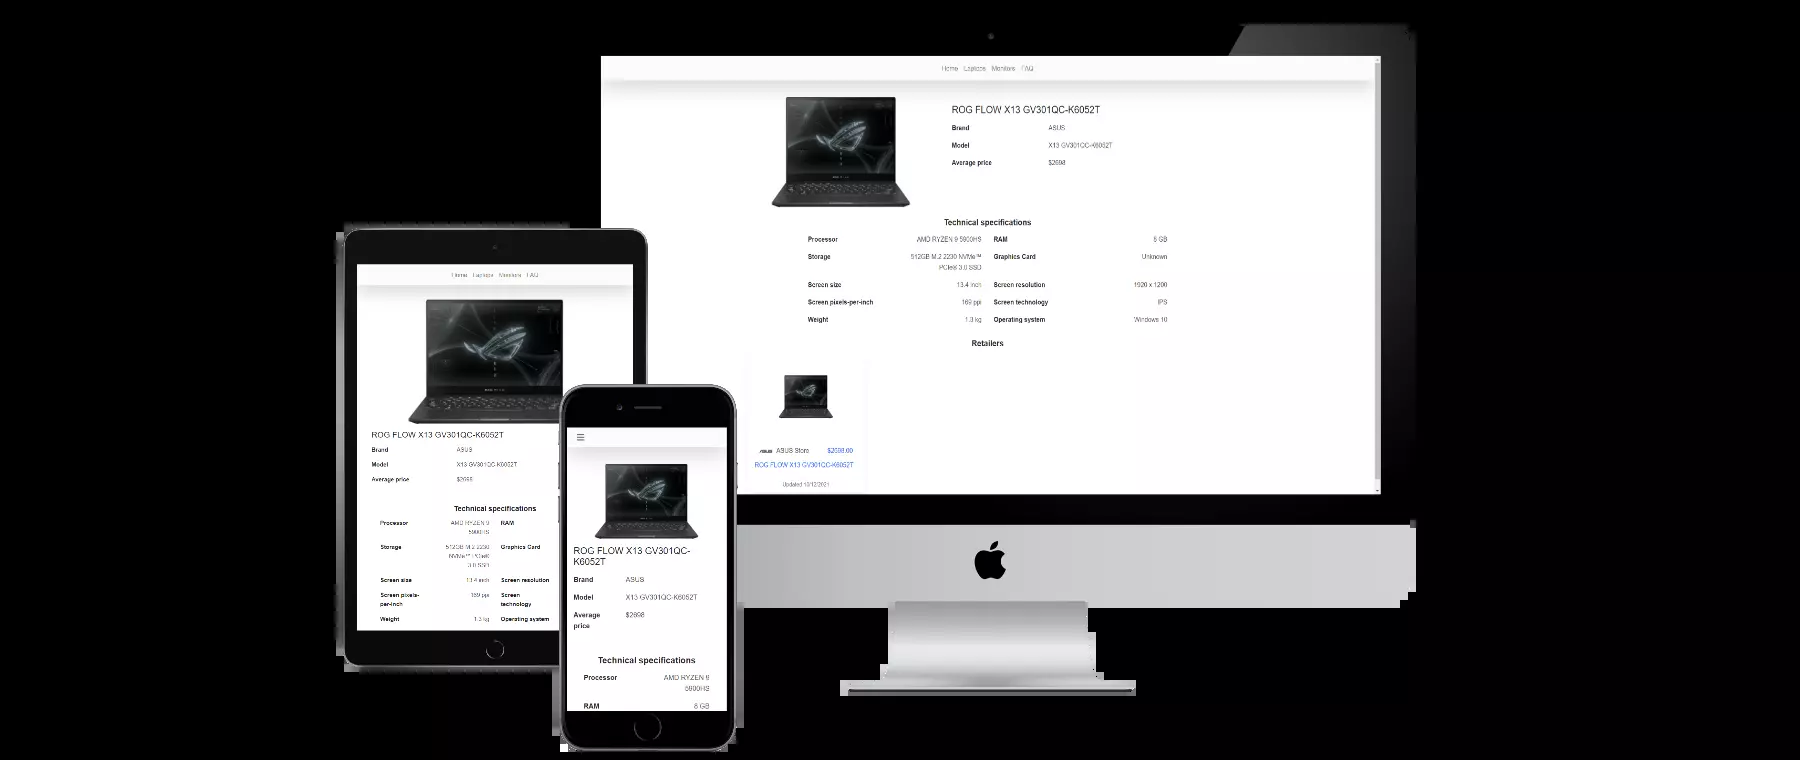 Home Laptops Monitors FAQ
ROG FLOW X13 GV301QC-K6052T
Brand ASUS
Model X13 GV301QC-K6052T
Average price $2698
Technical specifications
Processor AMD RYZEN 9 5900HS RAM 8 GB
Storage 512GB M.2 2230 NVMe™ Graphics Card Unknown
PCIe® 3.0 SSD
Screen size 13.4 inch Screen resolution 1920 x 1200
Screen pixels-per-inch 169 ppi Screen technology IPS
Weight 1.3 kg Operating system Windows 10
Retailers
ASUS Store $2698.00
ROG FLOW X13 GV301QC-K6052T
Updated 10/12/2021
Home Laptops Monitors FAQ
ROG FLOW X13 GV301QC-K6052T
Brand ASUS
Model X13 GV301QC-K6052T
Average price $2698
Technical specifications
Processor AMD RYZEN 9 RAM
5900HS
Storage 512GB M.2 2230 Graphics Card
NVMe™ PCIe®
3.0 SSD
Screen size 13.4 inch Screen resolution
Screen pixels- 169 ppi Screen
per-inch technology
Weight 1.3 kg Operating system
ROG FLOW X13 GV301QC-
K6052T
Brand ASUS
Model X13 GV301QC-K6052T
Average $2698
price
Technical specifications
Processor AMD RYZEN 9
5900HS
RAM 8 GB